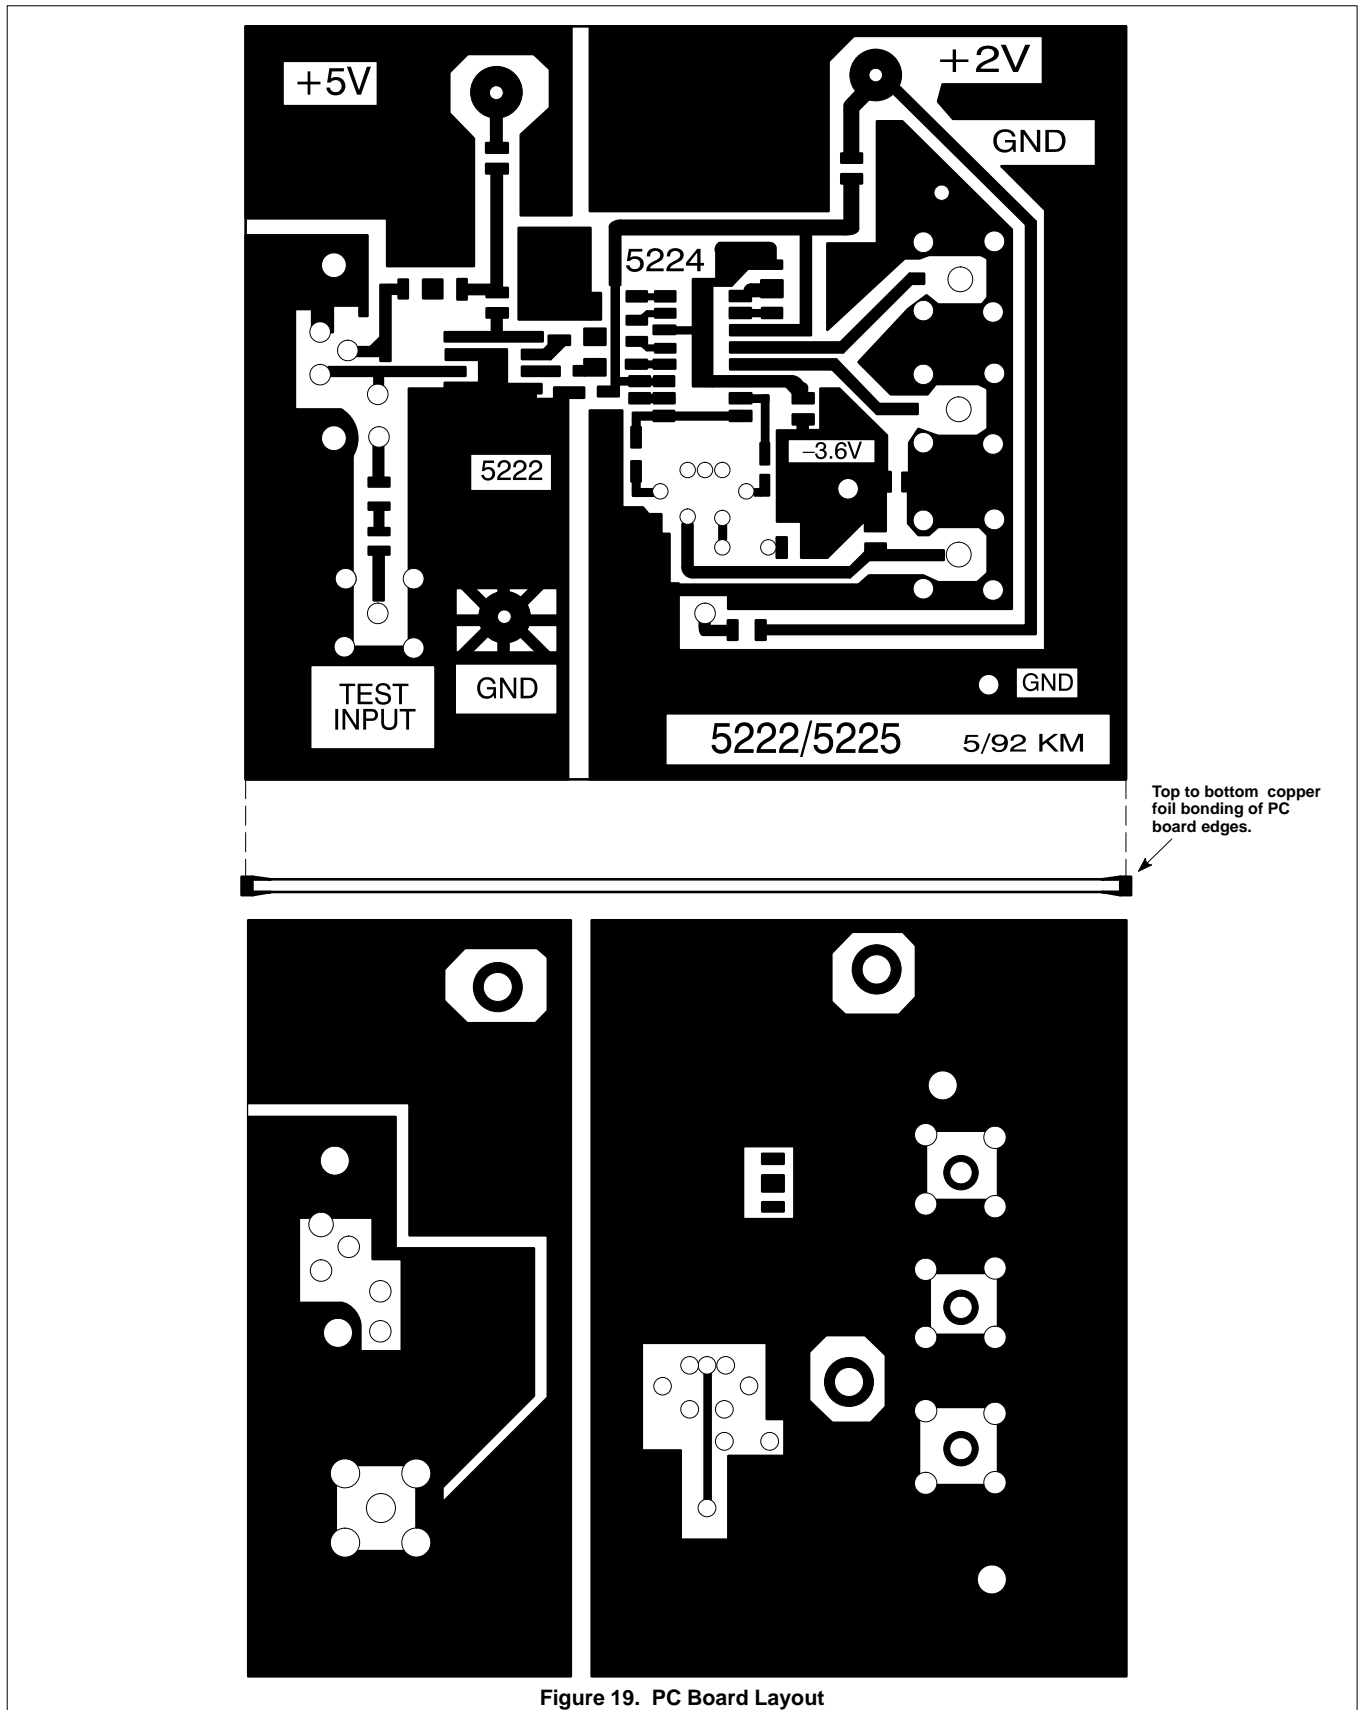 +5V
+2V
GND
5224
–3.6V
5222
TEST
INPUT
GND
GND
5222/5225 5/92 KM
Top to bottom copper
foil bonding of PC
board edges.
Figure 19. PC Board Layout